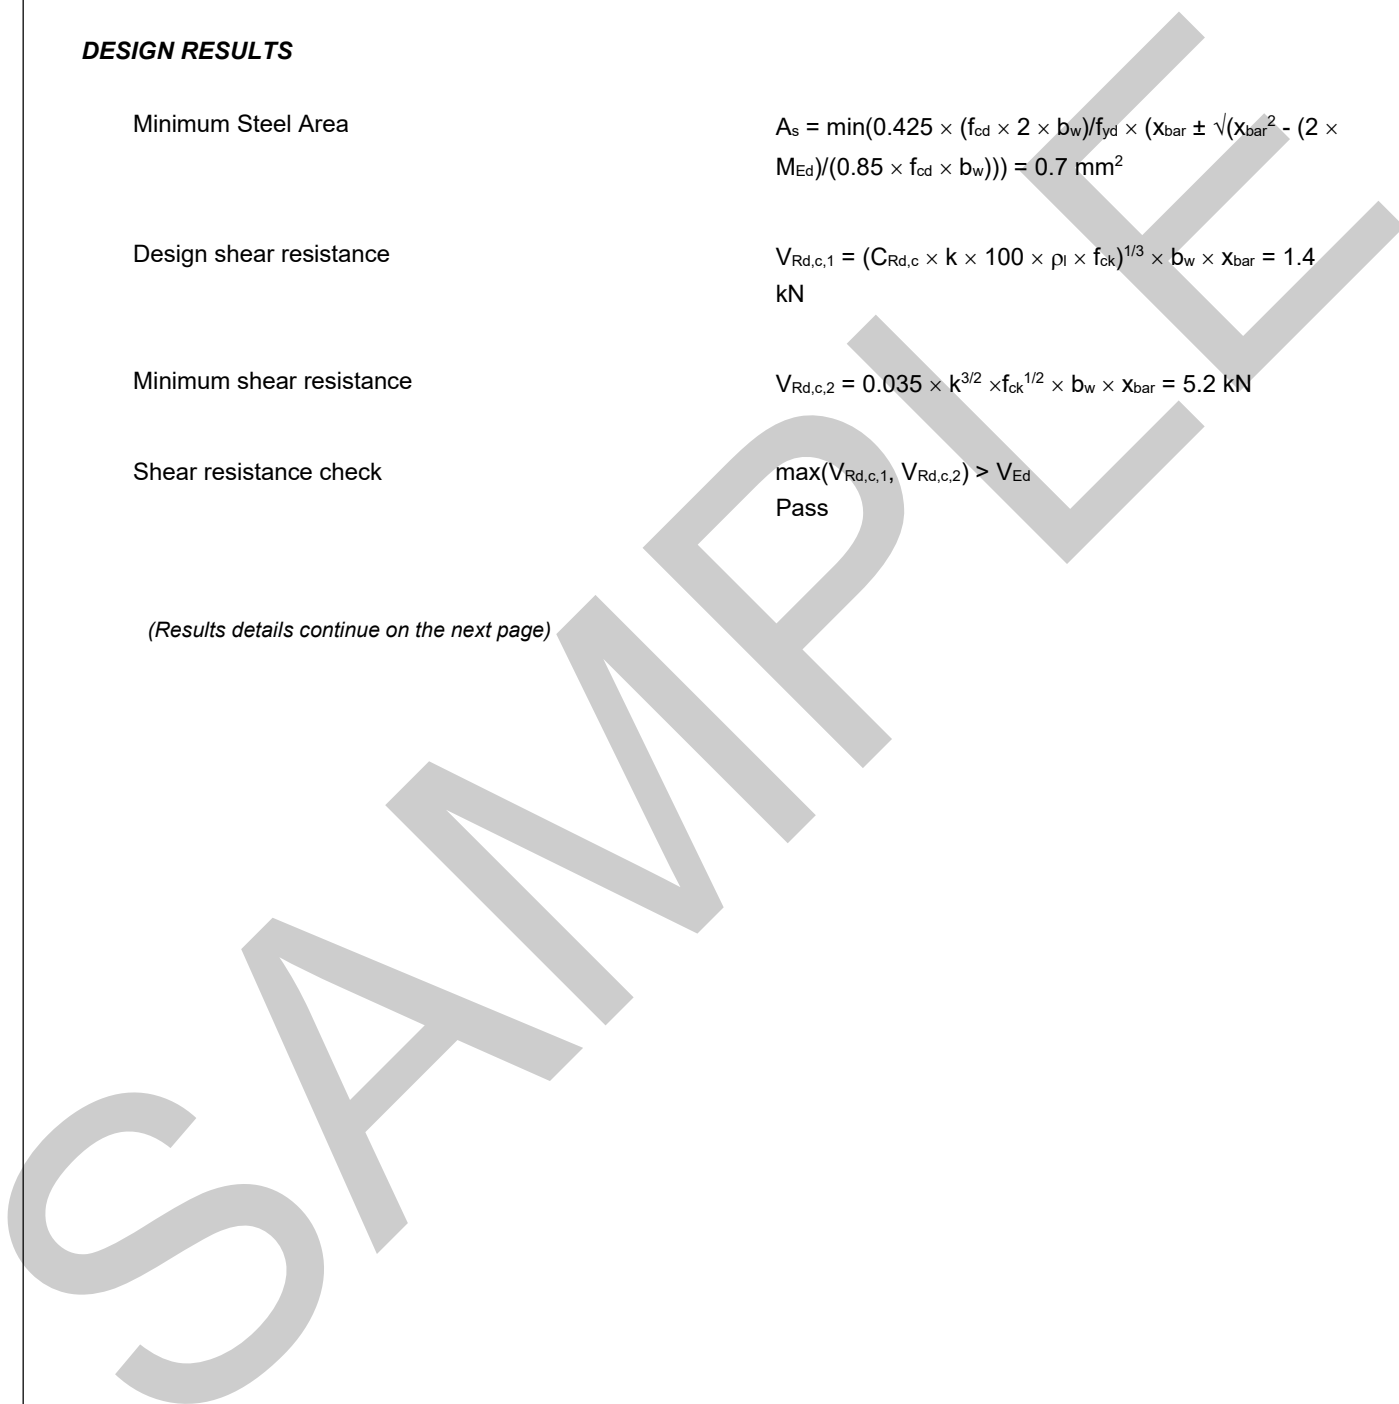 DESIGN RESULTS
Minimum Steel Area
As = min(0.425 × (fcd × 2 × bw)/fyd × (xbar ± √(xbar² - (2 ×
MEd)/(0.85 × fcd × bw))) = 0.7 mm²
Design shear resistance
VRd,c,1 = (CRd,c × k × 100 × ρl × fck)^1/3 × bw × xbar = 1.4
kN
Minimum shear resistance
VRd,c,2 = 0.035 × k^3/2 ×fck^1/2 × bw × xbar = 5.2 kN
Shear resistance check
max(VRd,c,1, VRd,c,2) > VEd
Pass
(Results details continue on the next page)
SAMPLE